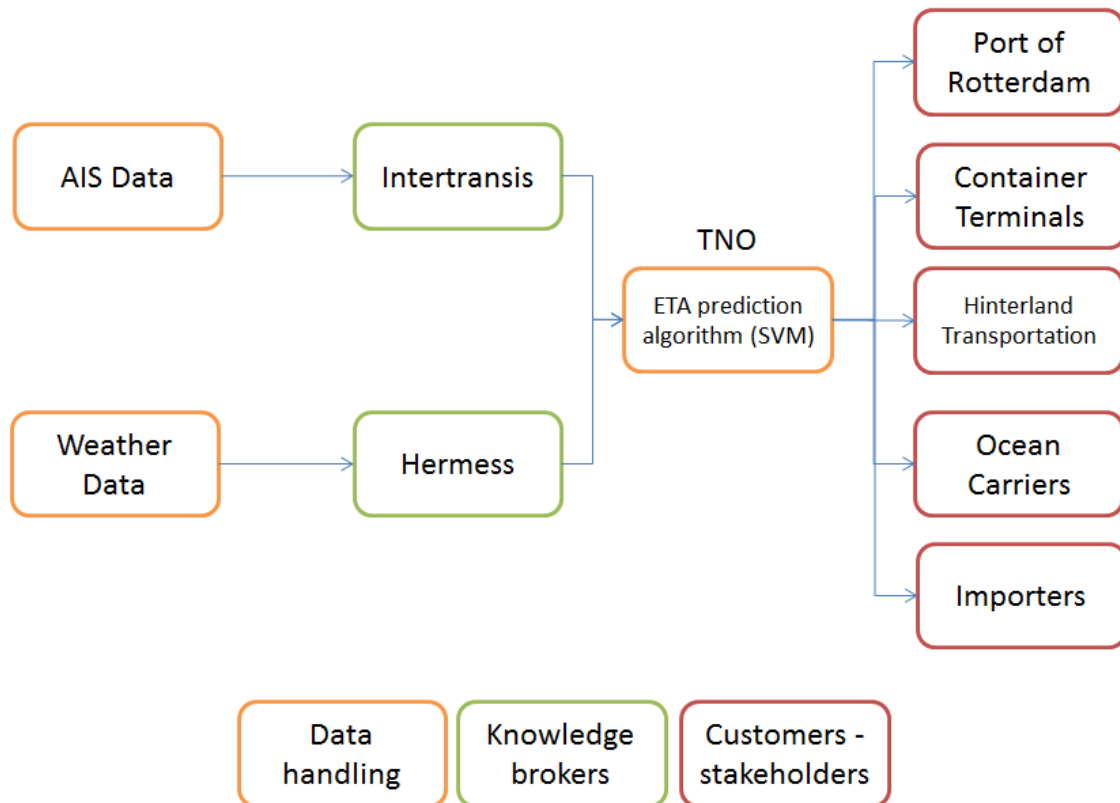 AIS Data
Intertransis
Weather
Data
Hermess
TNO
ETA prediction
algorithm (SVM)
Port of
Rotterdam
Container
Terminals
Hinterland
Transportation
Ocean
Carriers
Importers
Data
handling
Knowledge
brokers
Customers -
stakeholders